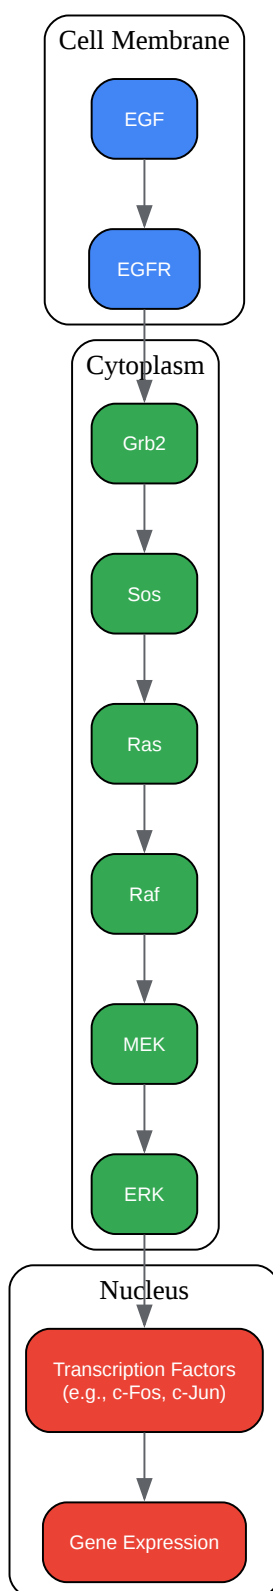 Cell Membrane
EGF
EGFR
Cytoplasm
Grb2
Sos
Ras
Raf
MEK
ERK
Nucleus
Transcription Factors
(e.g., c-Fos, c-Jun)
Gene Expression